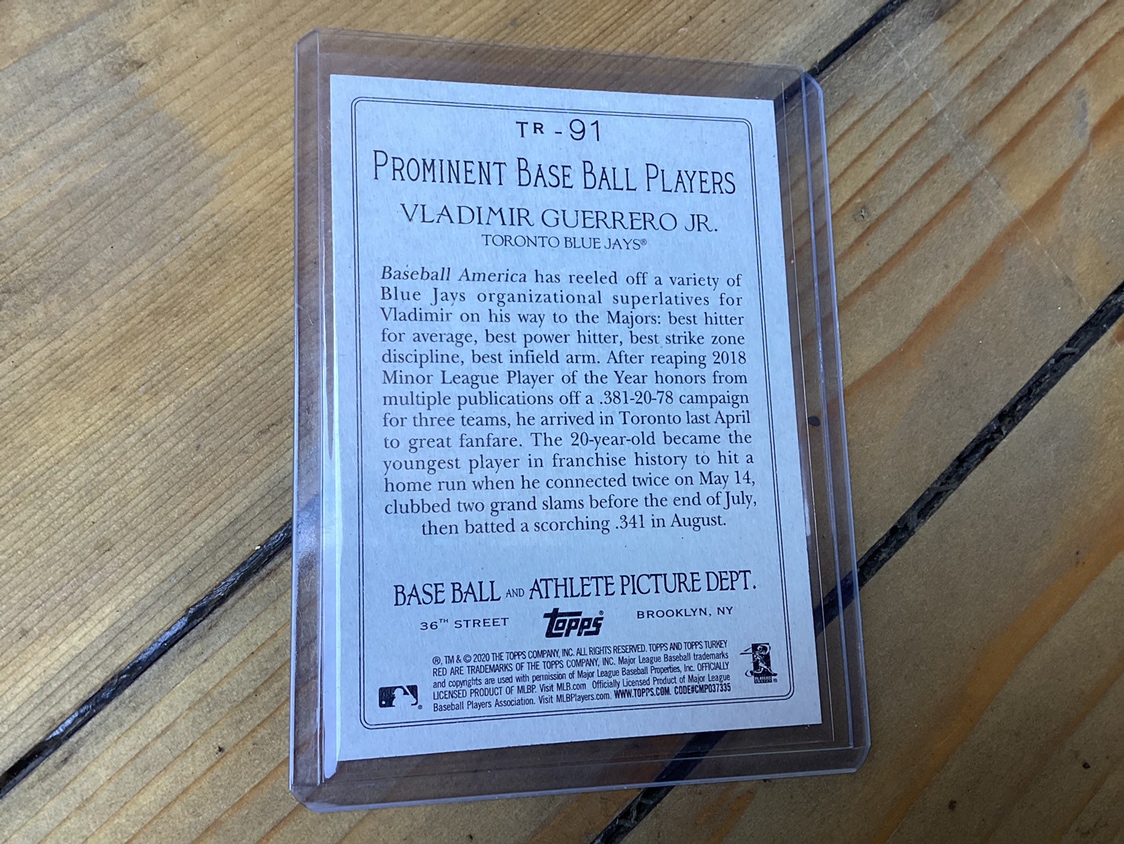 TR-91
PROMINENT BASE BALL PLAYERS
VLADIMIR GUERRERO JR.
TORONTO BLUE JAYS®
Baseball America has reeled off a variety of
Blue Jays organizational superlatives for
Vladimir on his way to the Majors: best hitter
for average, best power hitter, best strike zone
discipline, best infield arm. After reaping 2018
Minor League Player of the Year honors from
multiple publications off a .381-20-78 campaign
for three teams, he arrived in Toronto last April
to great fanfare. The 20-year-old became the
youngest player in franchise history to hit a
home run when he connected twice on May 14,
clubbed two grand slams before the end of July,
then batted a scorching .341 in August.
BASE BALL AND ATHLETE PICTURE DEPT.
36TH STREET Topps® BROOKLYN, NY
®, TM & © 2020 THE TOPPS COMPANY, INC. ALL RIGHTS RESERVED. TOPPS AND TOPPS TURKEY
RED ARE TRADEMARKS OF THE TOPPS COMPANY, INC. Major League Baseball trademarks
and copyrights are used with permission of Major League Baseball Properties, Inc. OFFICIALLY
LICENSED PRODUCT OF MLBP. Visit MLB.com Officially Licensed Product of Major League
Baseball Players Association. Visit MLBPlayers.com. WWW.TOPPS.COM. CODE#CMP037335